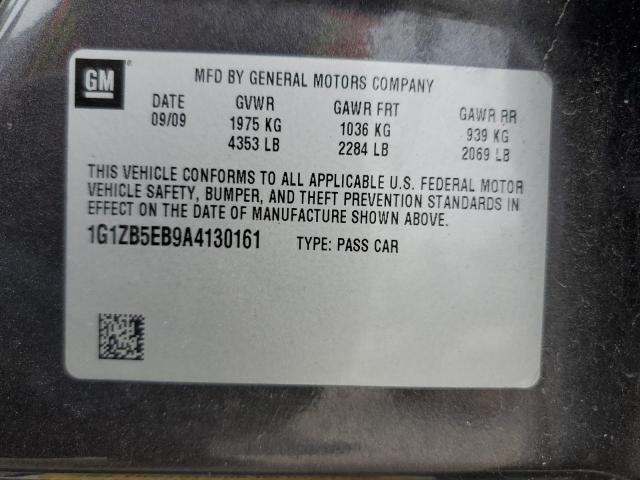 GM
MFD BY GENERAL MOTORS COMPANY
DATE GVWR GAWR FRT GAWR RR
09/09 1975 KG 1036 KG 939 KG
4353 LB 2284 LB 2069 LB
THIS VEHICLE CONFORMS TO ALL APPLICABLE U.S. FEDERAL MOTOR
VEHICLE SAFETY, BUMPER, AND THEFT PREVENTION STANDARDS IN
EFFECT ON THE DATE OF MANUFACTURE SHOWN ABOVE.
1G1ZB5EB9A4130161 TYPE: PASS CAR